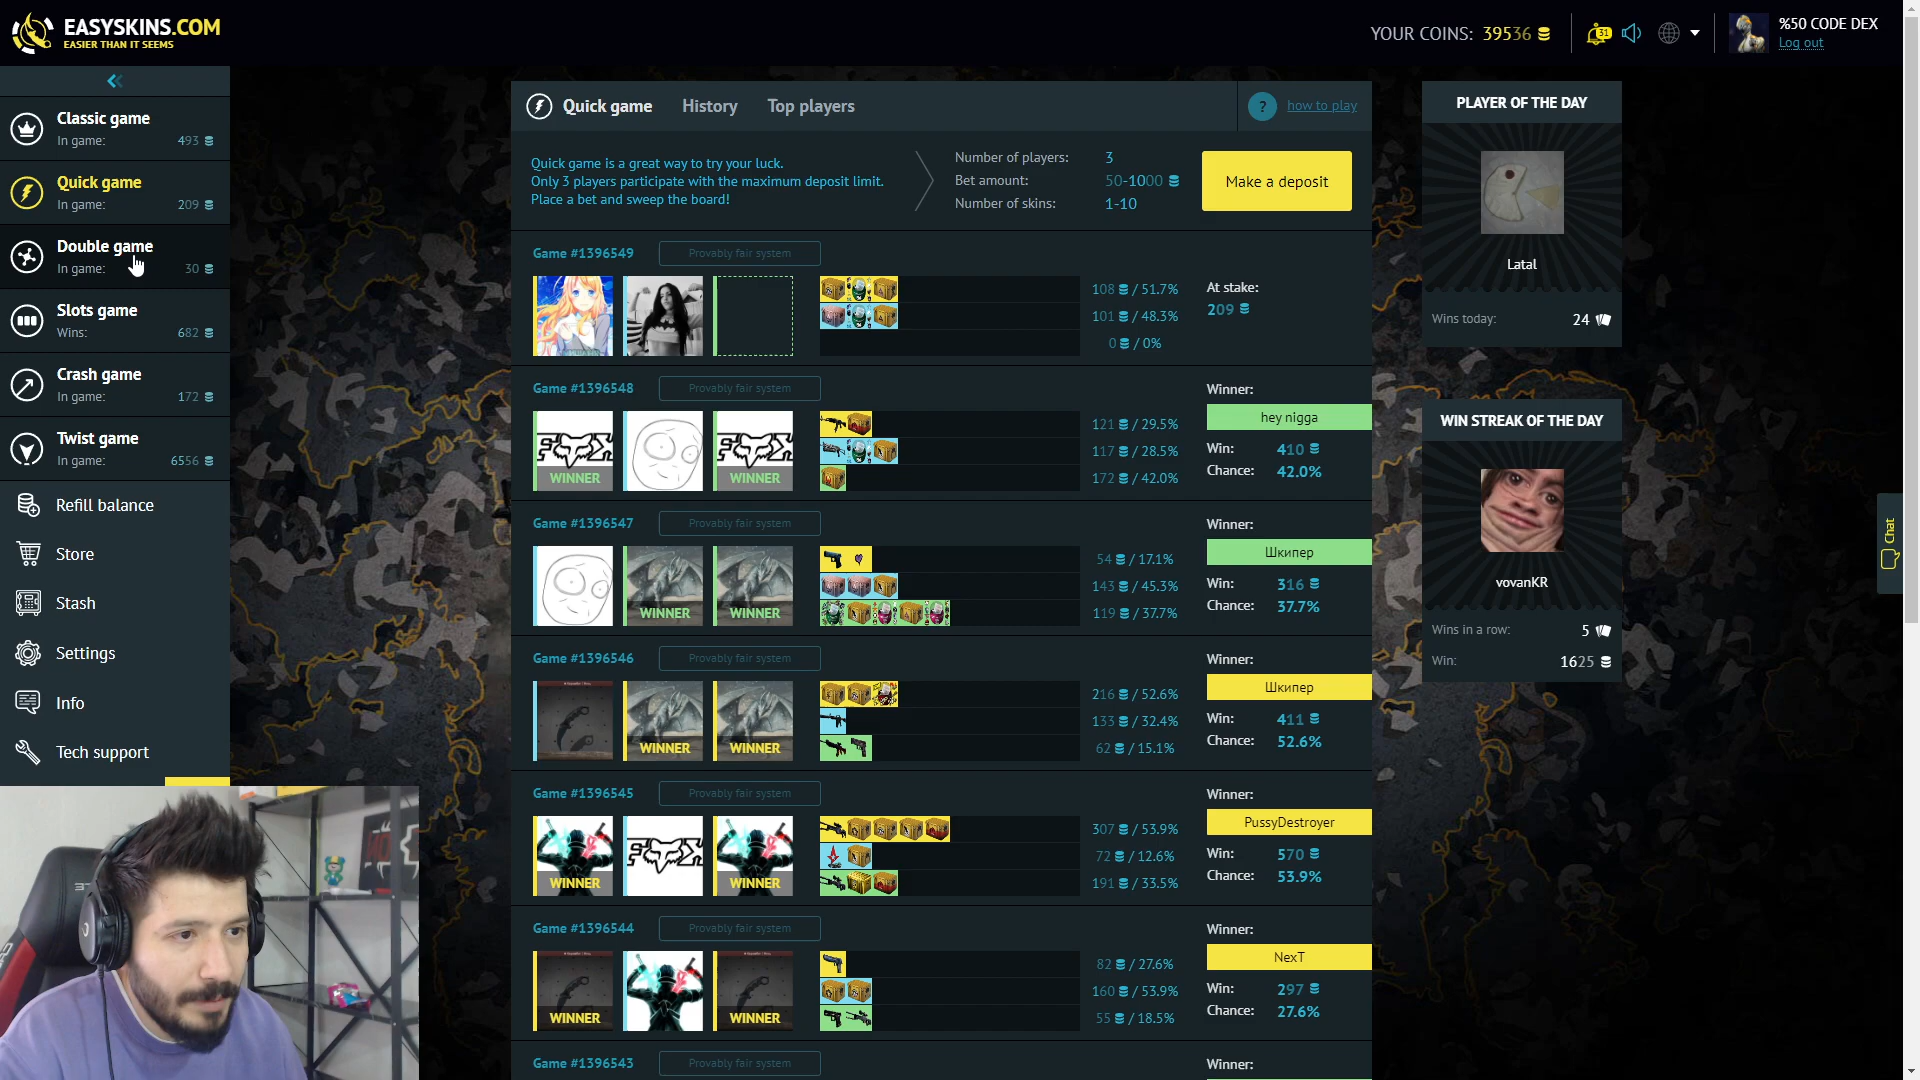 EASYSKINS.COM
EASIER THAN IT SEEMS
YOUR COINS: 39536
31
%50 CODE DEX
Log out
Classic game
In game: 493
Quick game
In game: 209
Double game
In game: 30
Slots game
Wins: 682
Crash game
In game: 172
Twist game
In game: 6556
Refill balance
Store
Stash
Settings
Info
Tech support
Quick game History Top players
? how to play
Quick game is a great way to try your luck.
Only 3 players participate with the maximum deposit limit.
Place a bet and sweep the board!
Number of players: 3
Bet amount: 50-1000
Number of skins: 1-10
Make a deposit
Game #1396549 Provably fair system
108 / 51.7%
101 / 48.3%
0 / 0%
At stake:
209
Game #1396548 Provably fair system
FOX WINNER
FOX WINNER
121 / 29.5%
117 / 28.5%
172 / 42.0%
Winner:
hey nigga
Win: 410
Chance: 42.0%
Game #1396547 Provably fair system
WINNER
WINNER
54 / 17.1%
143 / 45.3%
119 / 37.7%
Winner:
Шкипер
Win: 316
Chance: 37.7%
Game #1396546 Provably fair system
WINNER
WINNER
216 / 52.6%
133 / 32.4%
62 / 15.1%
Winner:
Шкипер
Win: 411
Chance: 52.6%
Game #1396545 Provably fair system
WINNER
FOX
WINNER
307 / 53.9%
72 / 12.6%
191 / 33.5%
Winner:
PussyDestroyer
Win: 570
Chance: 53.9%
Game #1396544 Provably fair system
WINNER
WINNER
82 / 27.6%
160 / 53.9%
55 / 18.5%
Winner:
NexT
Win: 297
Chance: 27.6%
Game #1396543 Provably fair system
Winner:
PLAYER OF THE DAY
Latal
Wins today: 24
WIN STREAK OF THE DAY
vovanKR
Wins in a row: 5
Win: 1625
Chat